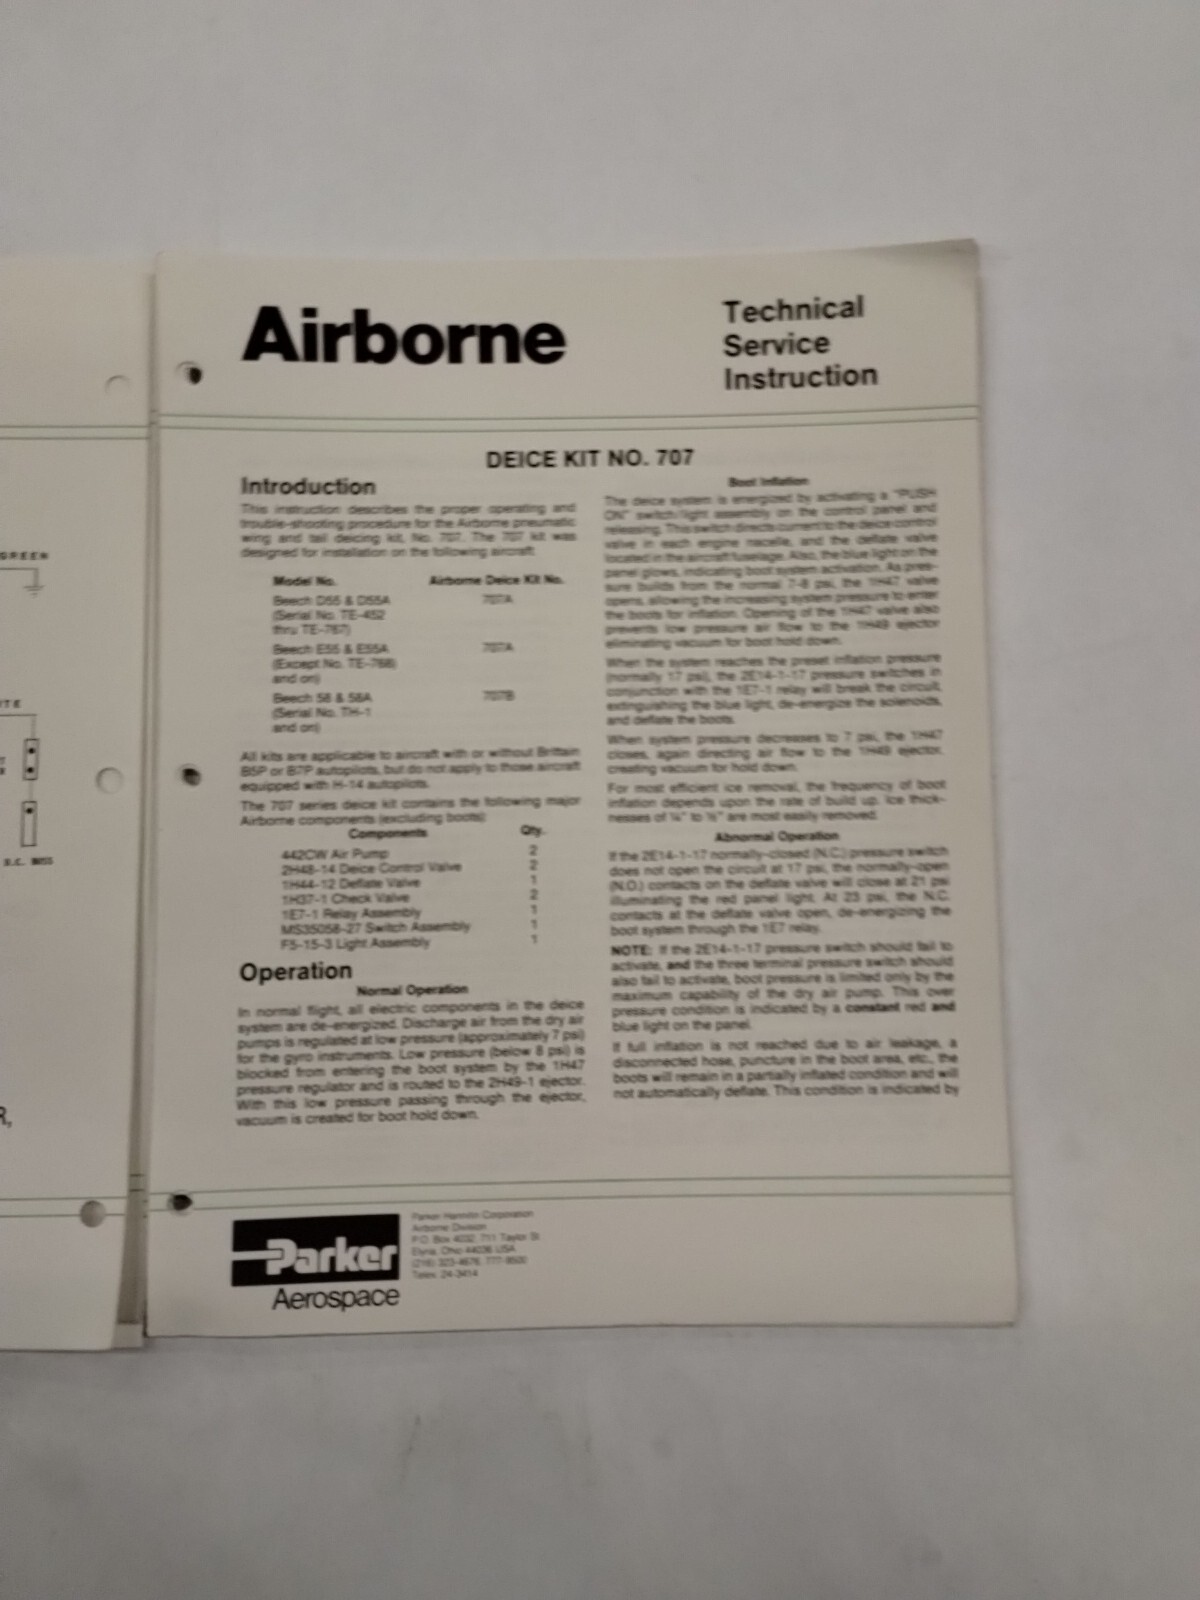 GREEN
D.C. BUSS
R,
Airborne
Technical
Service
Instruction
DEICE KIT NO. 707
Introduction
This instruction describes the proper operating and
trouble-shooting procedure for the Airborne pneumatic
wing and tail deicing kit, No. 707. The 707 kit was
designed for installation on the following aircraft:
Model No. Airborne Deice Kit No.
Beech D55 & D55A 707A
(Serial No. TE-452
thru TE-767)
Beech E55 & E55A 707A
(Except No. TE-768
and on)
Beech 58 & 58A 707B
(Serial No. TH-1
and on)
All kits are applicable to aircraft with or without Brittain
B5P or B7P autopilots, but do not apply to those aircraft
equipped with H-14 autopilots.
The 707 series deice kit contains the following major
Airborne components (excluding boots):
Components Qty.
442CW Air Pump 2
2H48-14 Deice Control Valve 2
1H44-12 Deflate Valve 1
1H37-1 Check Valve 2
1E7-1 Relay Assembly 1
MS35058-27 Switch Assembly 1
F5-15-3 Light Assembly 1
Operation
Normal Operation
In normal flight, all electric components in the deice
system are de-energized. Discharge air from the dry air
pumps is regulated at low pressure (approximately 7 psi)
for the gyro instruments. Low pressure (below 8 psi) is
blocked from entering the boot system by the 1H47
pressure regulator and is routed to the 2H49-1 ejector.
With this low pressure passing through the ejector,
vacuum is created for boot hold down.
Boot Inflation
The deice system is energized by activating a "PUSH
ON" switch/light assembly on the control panel and
releasing. This switch directs current to the deice control
valve in each engine nacelle, and the deflate valve
located in the aircraft fuselage. Also, the blue light on the
panel glows, indicating boot system activation. As pres-
sure builds from the normal 7-8 psi, the 1H47 valve
opens, allowing the increasing system pressure to enter
the boots for inflation. Opening of the 1H47 valve also
prevents low pressure air flow to the 1H49 ejector
eliminating vacuum for boot hold down.
When the system reaches the preset inflation pressure
(normally 17 psi), the 2E14-1-17 pressure switches in
conjunction with the 1E7-1 relay will break the circuit,
extinguishing the blue light, de-energize the solenoids,
and deflate the boots.
When system pressure decreases to 7 psi, the 1H47
closes, again directing air flow to the 1H49 ejector,
creating vacuum for hold down.
For most efficient ice removal, the frequency of boot
inflation depends upon the rate of build up. Ice thick-
nesses of ¼" to ½" are most easily removed.
Abnormal Operation
If the 2E14-1-17 normally-closed (N.C.) pressure switch
does not open the circuit at 17 psi, the normally-open
(N.O.) contacts on the deflate valve will close at 21 psi
illuminating the red panel light. At 23 psi, the N.C.
contacts at the deflate valve open, de-energizing the
boot system through the 1E7 relay.
NOTE: If the 2E14-1-17 pressure switch should fail to
activate, and the three terminal pressure switch should
also fail to activate, boot pressure is limited only by the
maximum capability of the dry air pump. This over
pressure condition is indicated by a constant red and
blue light on the panel.
If full inflation is not reached due to air leakage, a
disconnected hose, puncture in the boot area, etc., the
boots will remain in a partially inflated condition and will
not automatically deflate. This condition is indicated by
Parker
Aerospace
Parker Hannifin Corporation
Airborne Division
P.O. Box 4032, 711 Taylor St.
Elyria, Ohio 44036 USA
(216) 323-4676, 777-9500
Telex: 24-3414